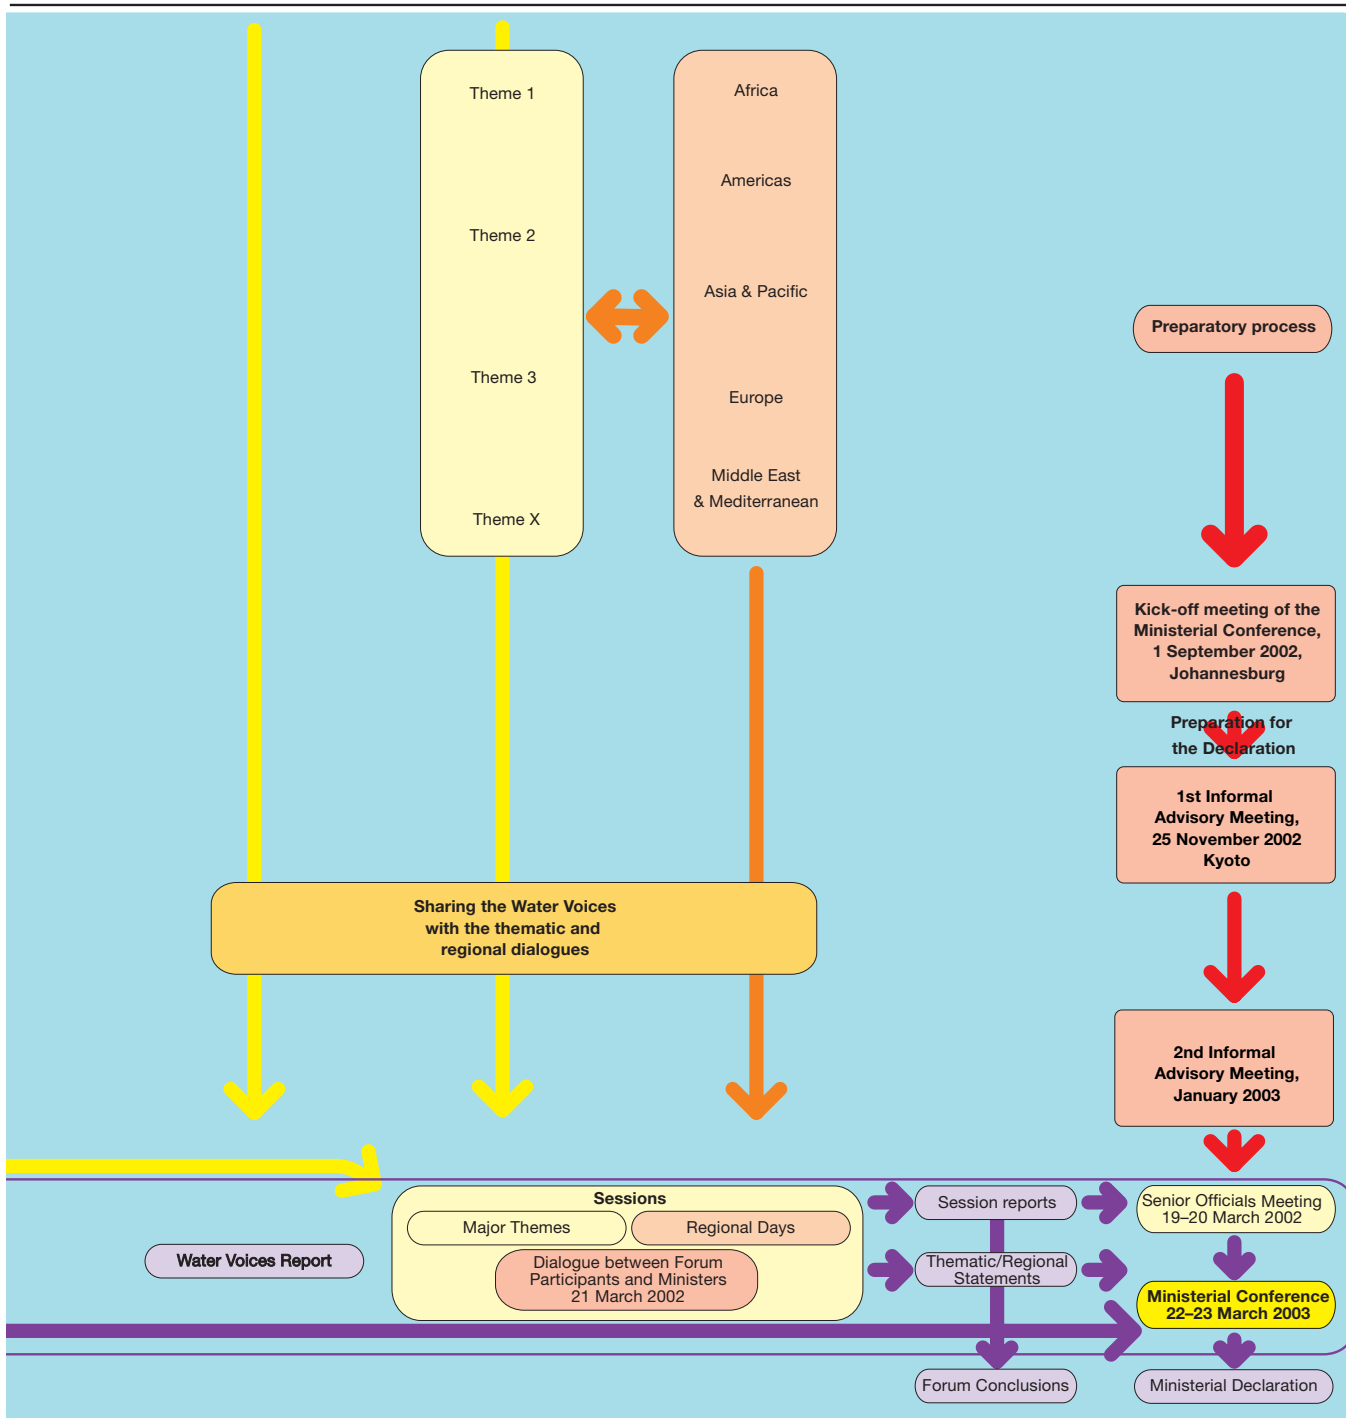 Theme 1
Theme 2
Theme 3
Theme X
Africa
Americas
Asia & Pacific
Europe
Middle East
& Mediterranean
Preparatory process
Kick-off meeting of the
Ministerial Conference,
1 September 2002,
Johannesburg
Preparation for
the Declaration
1st Informal
Advisory Meeting,
25 November 2002
Kyoto
Sharing the Water Voices
with the thematic and
regional dialogues
2nd Informal
Advisory Meeting,
January 2003
Water Voices Report
Sessions
Major Themes
Regional Days
Dialogue between Forum
Participants and Ministers
21 March 2002
Session reports
Thematic/Regional
Statements
Forum Conclusions
Senior Officials Meeting
19–20 March 2002
Ministerial Conference
22–23 March 2003
Ministerial Declaration